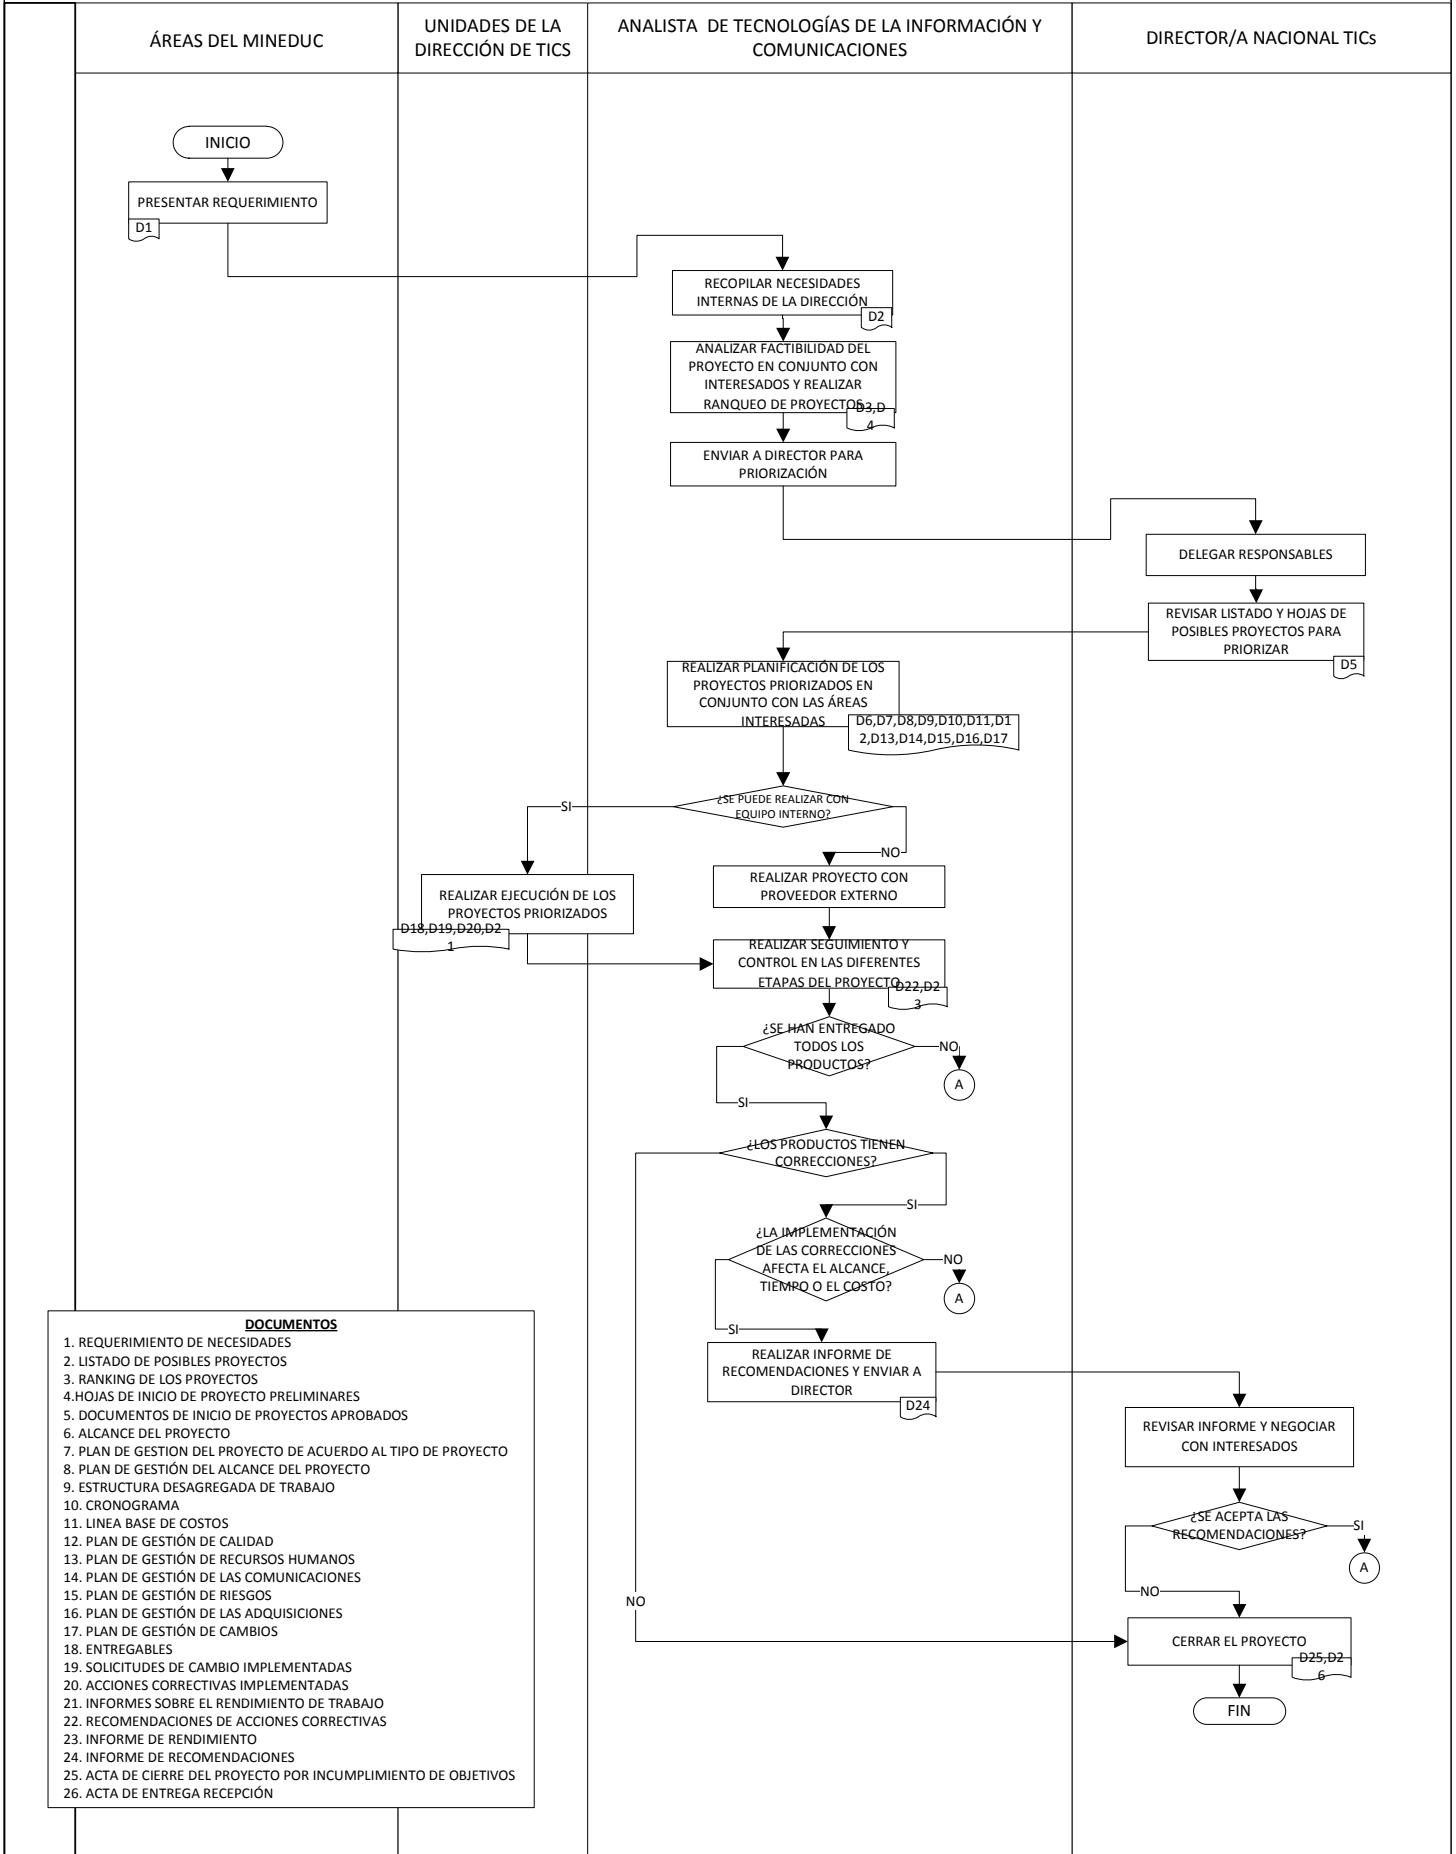 ÁREAS DEL MINEDUC
UNIDADES DE LA
DIRECCIÓN DE TICS
ANALISTA  DE TECNOLOGÍAS DE LA INFORMACIÓN Y
COMUNICACIONES
DIRECTOR/A NACIONAL TICs
INICIO
PRESENTAR REQUERIMIENTO
D1
RECOPILAR NECESIDADES
INTERNAS DE LA DIRECCIÓN
D2
ANALIZAR FACTIBILIDAD DEL
PROYECTO EN CONJUNTO CON
INTERESADOS Y REALIZAR
RANQUEO DE PROYECTOS
D3,D
4
ENVIAR A DIRECTOR PARA
PRIORIZACIÓN
DELEGAR RESPONSABLES
REVISAR LISTADO Y HOJAS DE
POSIBLES PROYECTOS PARA
PRIORIZAR
D5
REALIZAR PLANIFICACIÓN DE LOS
PROYECTOS PRIORIZADOS EN
CONJUNTO CON LAS ÁREAS
INTERESADAS
D6,D7,D8,D9,D10,D11,D1
2,D13,D14,D15,D16,D17
¿SE PUEDE REALIZAR CON
EQUIPO INTERNO?
SI
NO
REALIZAR EJECUCIÓN DE LOS
PROYECTOS PRIORIZADOS
D18,D19,D20,D2
1
REALIZAR PROYECTO CON
PROVEEDOR EXTERNO
REALIZAR SEGUIMIENTO Y
CONTROL EN LAS DIFERENTES
ETAPAS DEL PROYECTO
D22,D2
3
¿SE HAN ENTREGADO
TODOS LOS
PRODUCTOS?
NO
A
SI
¿LOS PRODUCTOS TIENEN
CORRECCIONES?
SI
¿LA IMPLEMENTACIÓN
DE LAS CORRECCIONES
AFECTA EL ALCANCE,
TIEMPO O EL COSTO?
NO
A
SI
REALIZAR INFORME DE
RECOMENDACIONES Y ENVIAR A
DIRECTOR
D24
REVISAR INFORME Y NEGOCIAR
CON INTERESADOS
¿SE ACEPTA LAS
RECOMENDACIONES?
SI
A
NO
NO
CERRAR EL PROYECTO
D25,D2
6
FIN
DOCUMENTOS
1. REQUERIMIENTO DE NECESIDADES
2. LISTADO DE POSIBLES PROYECTOS
3. RANKING DE LOS PROYECTOS
4.HOJAS DE INICIO DE PROYECTO PRELIMINARES
5. DOCUMENTOS DE INICIO DE PROYECTOS APROBADOS
6. ALCANCE DEL PROYECTO
7. PLAN DE GESTION DEL PROYECTO DE ACUERDO AL TIPO DE PROYECTO
8. PLAN DE GESTIÓN DEL ALCANCE DEL PROYECTO
9. ESTRUCTURA DESAGREGADA DE TRABAJO
10. CRONOGRAMA
11. LINEA BASE DE COSTOS
12. PLAN DE GESTIÓN DE CALIDAD
13. PLAN DE GESTIÓN DE RECURSOS HUMANOS
14. PLAN DE GESTIÓN DE LAS COMUNICACIONES
15. PLAN DE GESTIÓN DE RIESGOS
16. PLAN DE GESTIÓN DE LAS ADQUISICIONES
17. PLAN DE GESTIÓN DE CAMBIOS
18. ENTREGABLES
19. SOLICITUDES DE CAMBIO IMPLEMENTADAS
20. ACCIONES CORRECTIVAS IMPLEMENTADAS
21. INFORMES SOBRE EL RENDIMIENTO DE TRABAJO
22. RECOMENDACIONES DE ACCIONES CORRECTIVAS
23. INFORME DE RENDIMIENTO
24. INFORME DE RECOMENDACIONES
25. ACTA DE CIERRE DEL PROYECTO POR INCUMPLIMIENTO DE OBJETIVOS
26. ACTA DE ENTREGA RECEPCIÓN